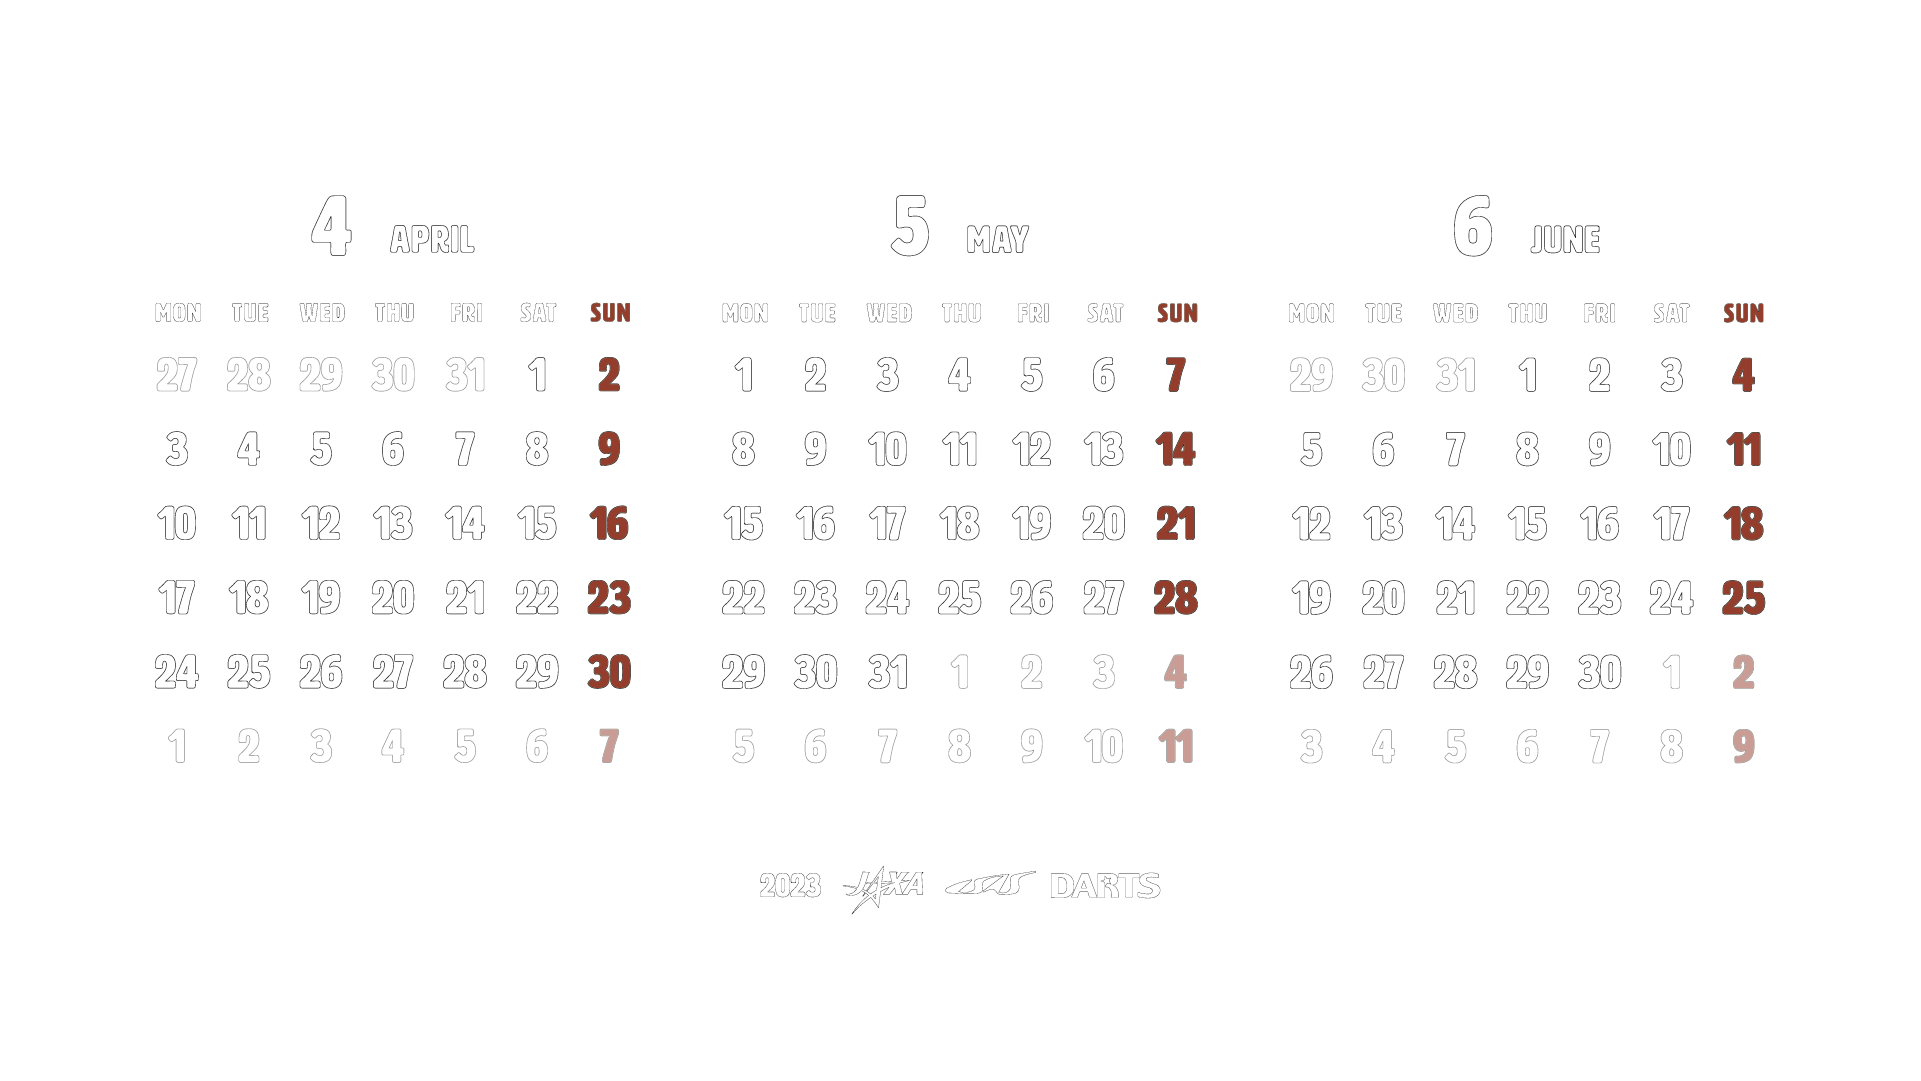 4 APRIL
MON TUE WED THU FRI SAT SUN
27 28 29 30 31 1 2
3 4 5 6 7 8 9
10 11 12 13 14 15 16
17 18 19 20 21 22 23
24 25 26 27 28 29 30
1 2 3 4 5 6 7
5 MAY
MON TUE WED THU FRI SAT SUN
1 2 3 4 5 6 7
8 9 10 11 12 13 14
15 16 17 18 19 20 21
22 23 24 25 26 27 28
29 30 31 1 2 3 4
5 6 7 8 9 10 11
6 JUNE
MON TUE WED THU FRI SAT SUN
29 30 31 1 2 3 4
5 6 7 8 9 10 11
12 13 14 15 16 17 18
19 20 21 22 23 24 25
26 27 28 29 30 1 2
3 4 5 6 7 8 9
2023 JAXA ISAS DARTS